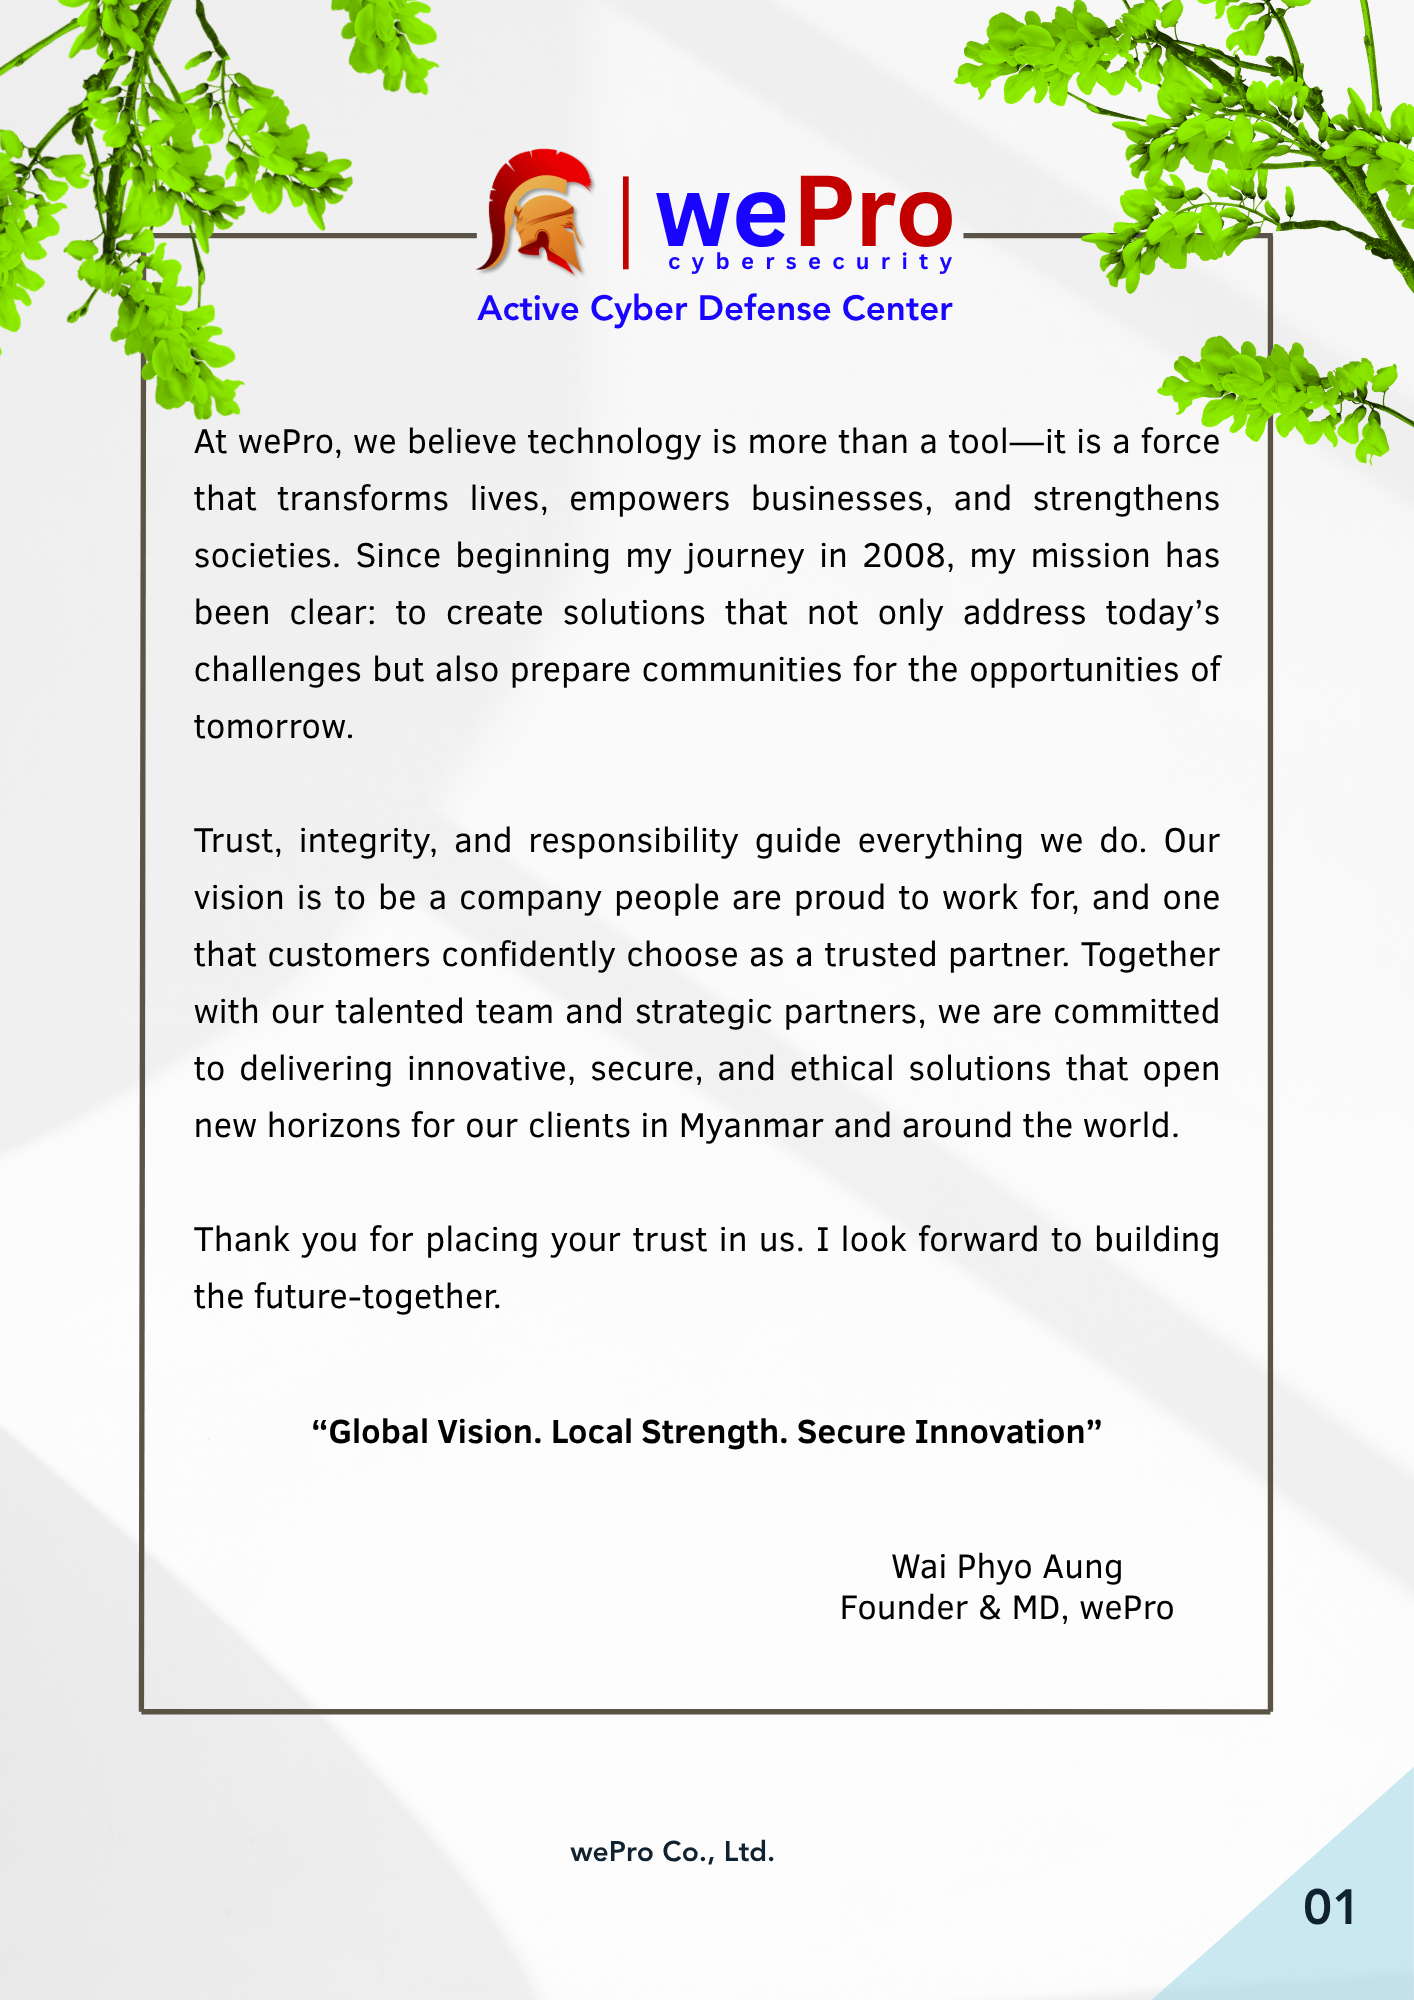 wePro
cybersecurity
Active Cyber Defense Center
At wePro, we believe technology is more than a tool—it is a force
that transforms lives, empowers businesses, and strengthens
societies. Since beginning my journey in 2008, my mission has
been clear: to create solutions that not only address today’s
challenges but also prepare communities for the opportunities of
tomorrow.
Trust, integrity, and responsibility guide everything we do. Our
vision is to be a company people are proud to work for, and one
that customers confidently choose as a trusted partner. Together
with our talented team and strategic partners, we are committed
to delivering innovative, secure, and ethical solutions that open
new horizons for our clients in Myanmar and around the world.
Thank you for placing your trust in us. I look forward to building
the future-together.
“Global Vision. Local Strength. Secure Innovation”
Wai Phyo Aung
Founder & MD, wePro
wePro Co., Ltd.
01